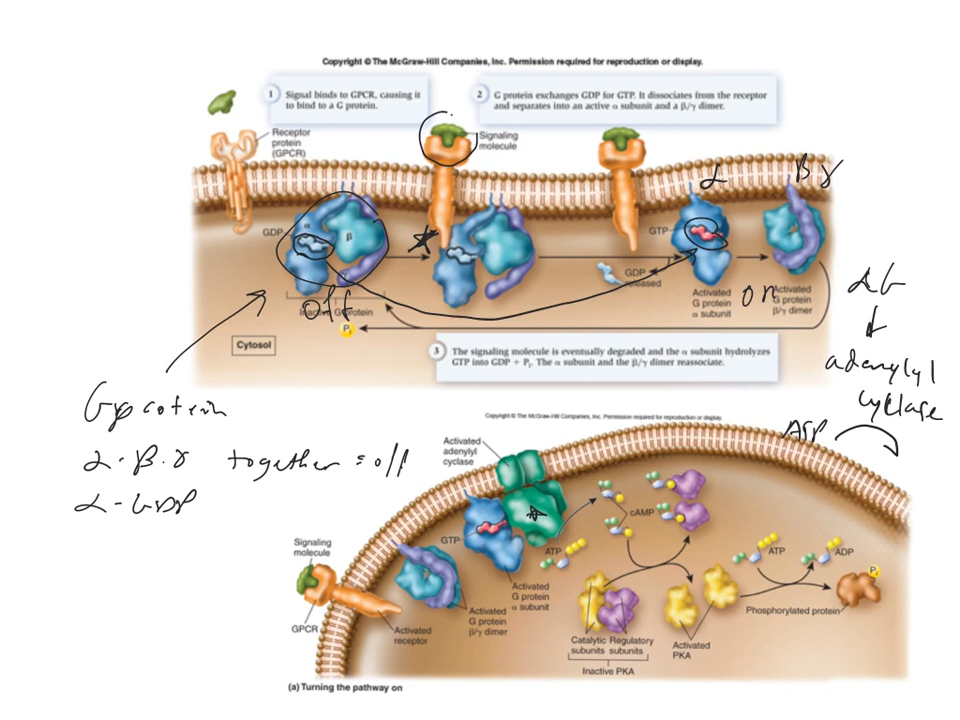 Copyright © The McGraw-Hill Companies, Inc. Permission required for reproduction or display.
1 Signal binds to GPCR, causing it
to bind to a G protein.
2 G protein exchanges GDP for GTP. It dissociates from the receptor
and separates into an active α subunit and a β/γ dimer.
Receptor
protein
(GPCR)
Signaling
molecule
α
β γ
GDP
α
β
GTP
GDP
released
off
Inactive G protein
Activated
G protein
α subunit
on
Activated
G protein
β/γ dimer
Pi
Cytosol
3 The signaling molecule is eventually degraded and the α subunit hydrolyzes
GTP into GDP + Pi. The α subunit and the β/γ dimer reassociate.
αG
adenylyl
cyclase
G protein
α·β·γ together = off
α-GDP
Copyright © The McGraw-Hill Companies, Inc. Permission required for reproduction or display.
Activated
adenylyl
cyclase
GTP
ATP
cAMP
ATP
ADP
Pi
Signaling
molecule
GPCR
Activated
receptor
Activated
G protein
β/γ dimer
Activated
G protein
α subunit
Catalytic Regulatory
subunits subunits
Inactive PKA
Activated
PKA
Phosphorylated protein
(a) Turning the pathway on